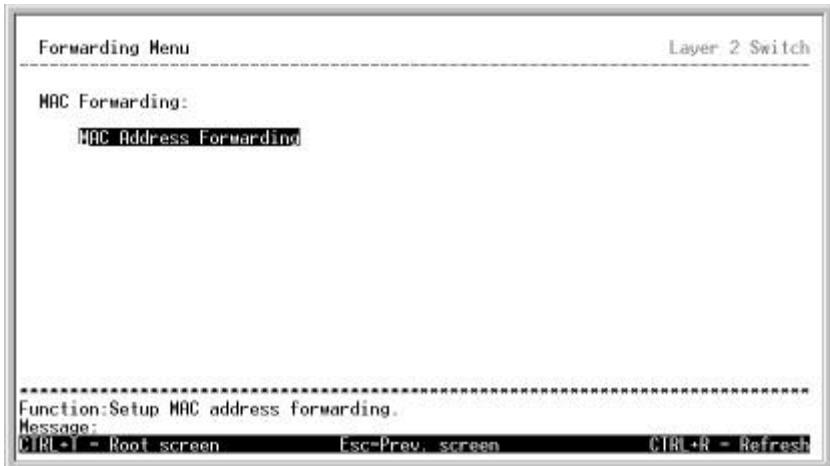 Forwarding Menu Layer 2 Switch
MAC Forwarding:
MAC Address Forwarding
Function:Setup MAC address forwarding.
Message:
CTRL+T = Root screen Esc=Prev. screen CTRL+R = Refresh